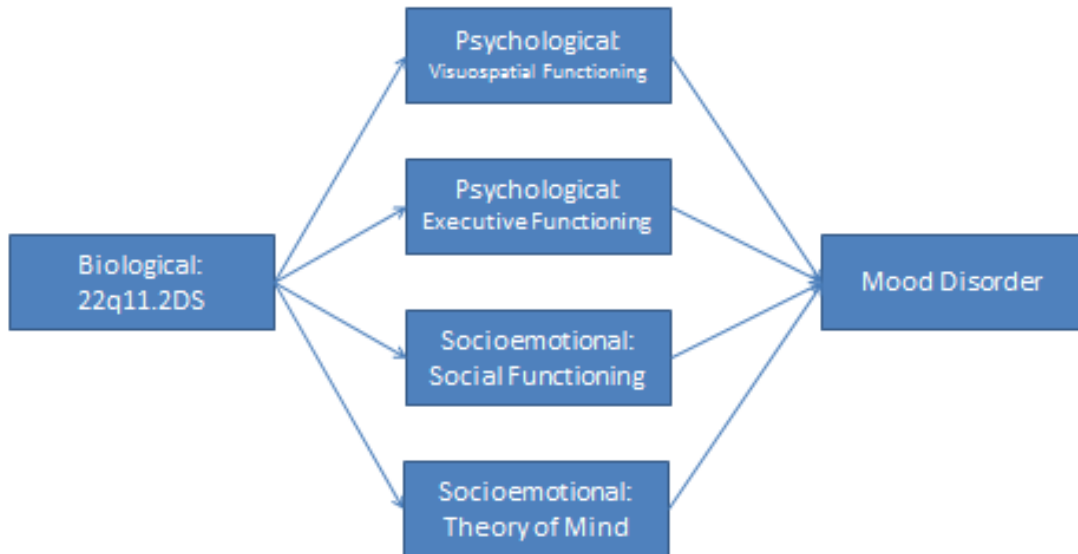 Psychological:
Visuospatial Functioning
Psychological:
Executive Functioning
Biological:
22q11.2DS
Mood Disorder
Socioemotional:
Social Functioning
Socioemotional:
Theory of Mind